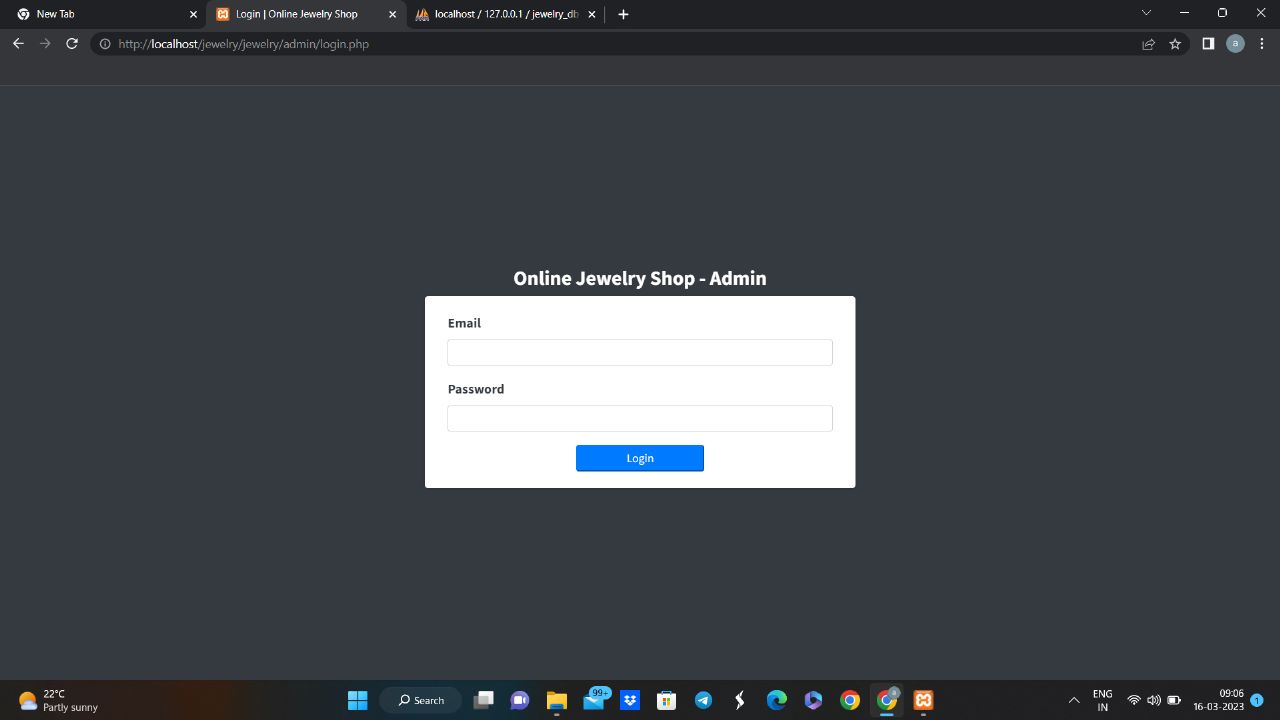 New Tab
Login | Online Jewelry Shop
localhost / 127.0.0.1 / jewelry_db
http://localhost/jewelry/jewelry/admin/login.php
a
Online Jewelry Shop - Admin
Email
Password
Login
22°C
Partly sunny
Search
99+
a
ENG
IN
09:06
16-03-2023
1